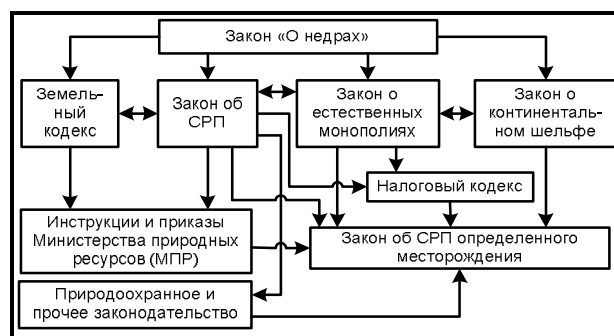 Закон «О недрах»
Земель-
ный
кодекс
Закон об
СРП
Закон о
естественных
монополиях
Закон о
континенталь-
ном шельфе
Налоговый кодекс
Инструкции и приказы
Министерства природных
ресурсов (МПР)
Закон об СРП определенного
месторождения
Природоохранное и
прочее законодательство